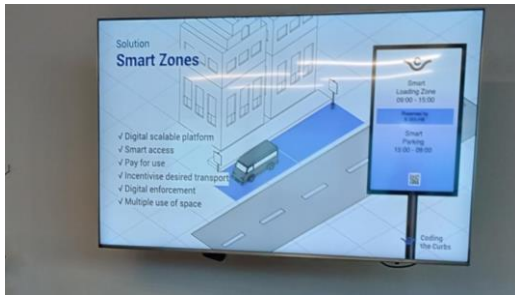 Solution
Smart Zones
√ Digital scalable platform
√ Smart access
√ Pay for use
√ Incentivise desired transport
√ Digital enforcement
√ Multiple use of space
Smart
Loading Zone
09:00 - 15:00
Smart
Parking
15:00 - 09:00
Coding
the Curbs